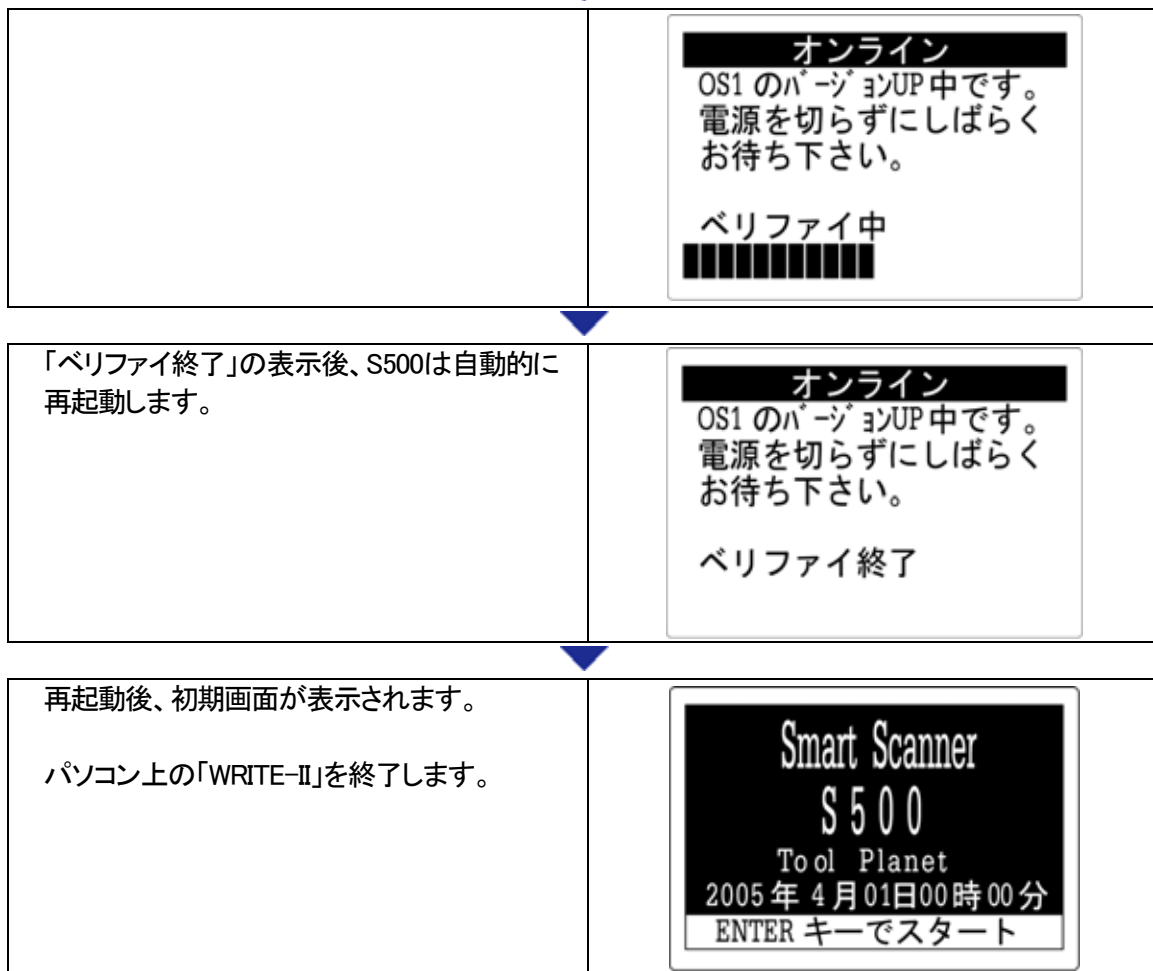 オンライン
OS1 のﾊﾞｰｼﾞｮﾝUP 中です。
電源を切らずにしばらく
お待ち下さい。
ベリファイ中
「ベリファイ終了」の表示後、S500は自動的に
再起動します。
オンライン
OS1 のﾊﾞｰｼﾞｮﾝUP 中です。
電源を切らずにしばらく
お待ち下さい。
ベリファイ終了
再起動後、初期画面が表示されます。
パソコン上の「WRITE-Ⅱ」を終了します。
Smart Scanner
S500
Tool Planet
2005年 4月01日00時00分
ENTER キーでスタート